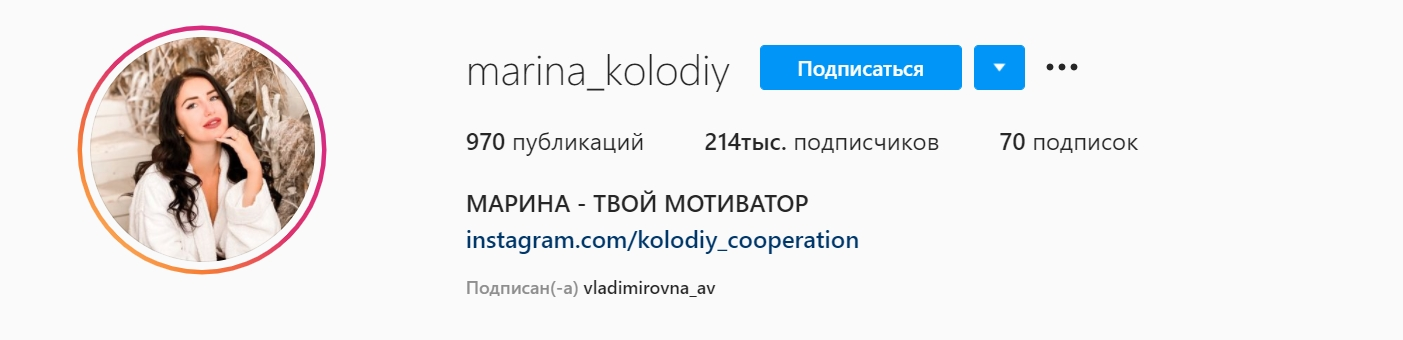 marina_kolodiy Подписаться
970 публикаций 214тыс. подписчиков 70 подписок
МАРИНА - ТВОЙ МОТИВАТОР
instagram.com/kolodiy_cooperation
Подписан(-а) vladimirovna_av